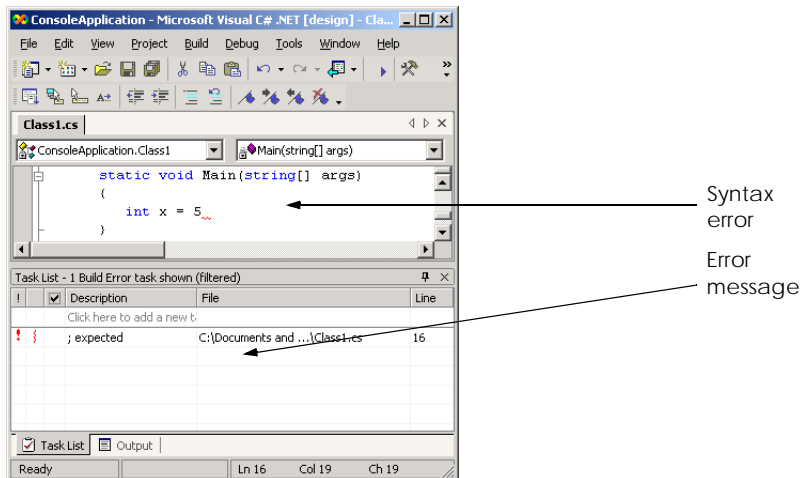 ConsoleApplication - Microsoft Visual C# .NET [design] - Cla...
File Edit View Project Build Debug Tools Window Help
Class1.cs
ConsoleApplication.Class1 Main(string[] args)
static void Main(string[] args)
{
int x = 5
}
Syntax
error
Error
message
Task List - 1 Build Error task shown (filtered)
! Description File Line
Click here to add a new t
; expected C:\Documents and ...\Class1.cs 16
Task List Output
Ready Ln 16 Col 19 Ch 19